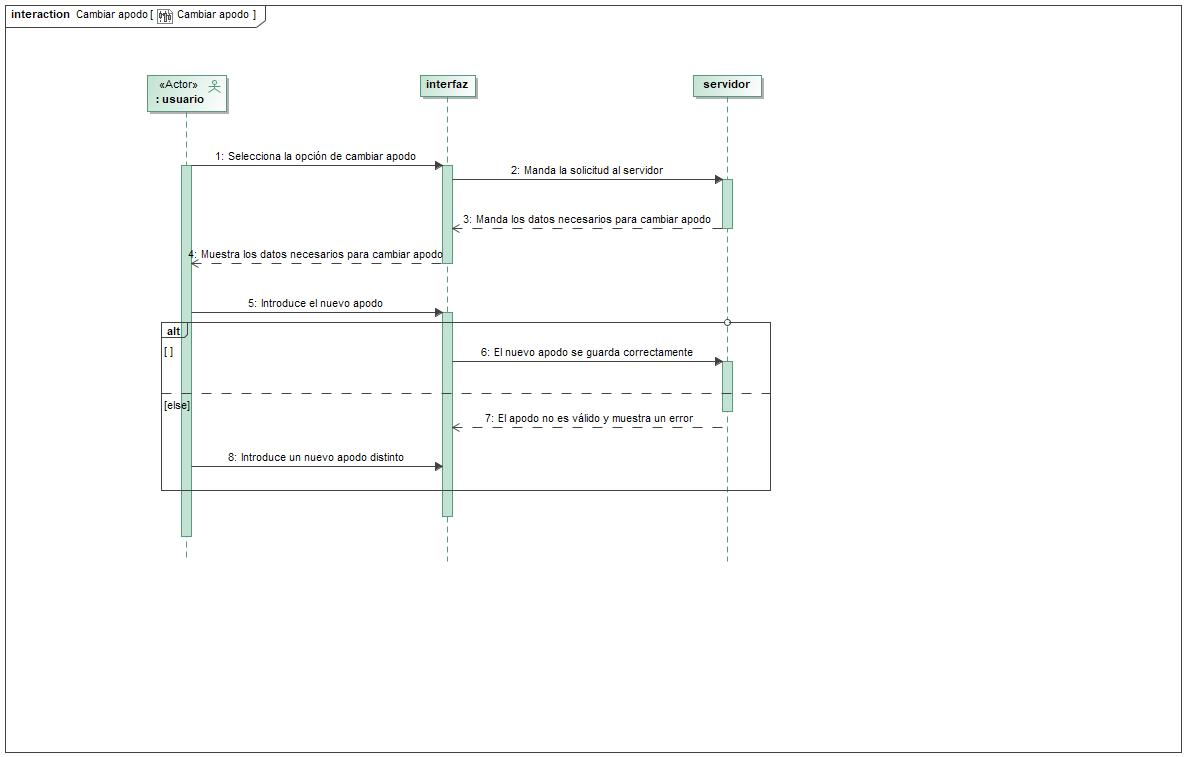 interaction Cambiar apodo [ Cambiar apodo ]
«Actor»
: usuario
interfaz
servidor
1: Selecciona la opción de cambiar apodo
2: Manda la solicitud al servidor
3: Manda los datos necesarios para cambiar apodo
4: Muestra los datos necesarios para cambiar apodo
5: Introduce el nuevo apodo
alt
[ ]
6: El nuevo apodo se guarda correctamente
[else]
7: El apodo no es válido y muestra un error
8: Introduce un nuevo apodo distinto